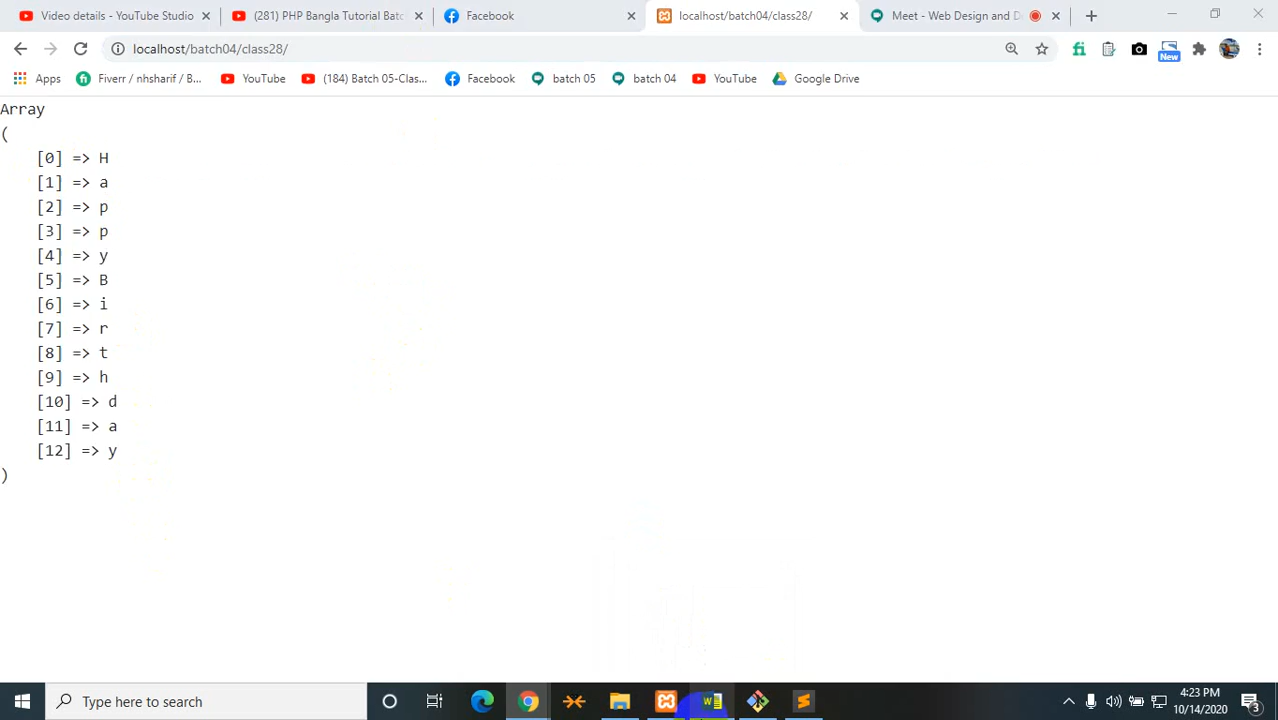 Video details - YouTube Studio
(281) PHP Bangla Tutorial Batc
Facebook
localhost/batch04/class28/
Meet - Web Design and D
localhost/batch04/class28/
Apps
Fiverr / nhsharif / B...
YouTube
(184) Batch 05-Clas...
Facebook
batch 05
batch 04
YouTube
Google Drive
New
Array
(
[0] => H
[1] => a
[2] => p
[3] => p
[4] => y
[5] => B
[6] => i
[7] => r
[8] => t
[9] => h
[10] => d
[11] => a
[12] => y
)
Type here to search
4:23 PM
10/14/2020
3